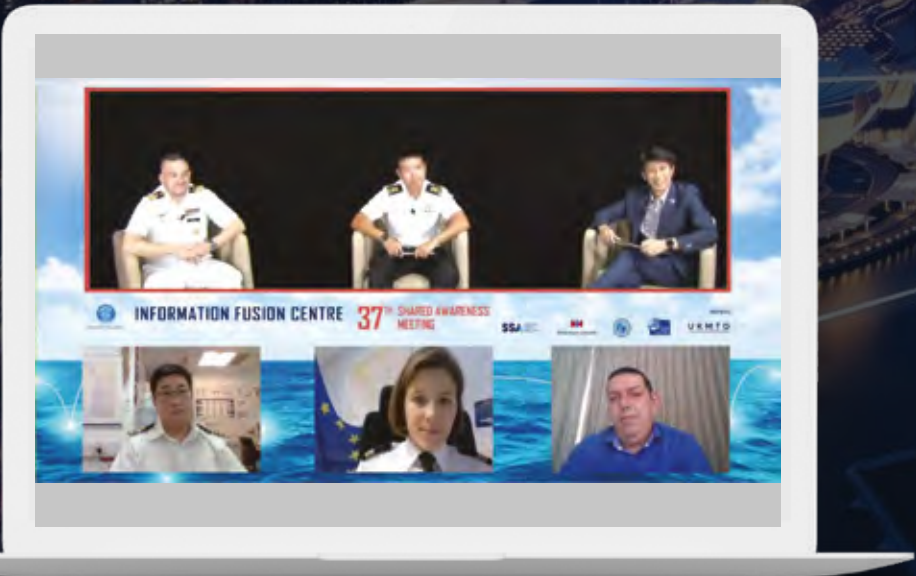 INFORMATION FUSION CENTRE
37TH SHARED AWARENESS
MEETING
SSA
UKMTO